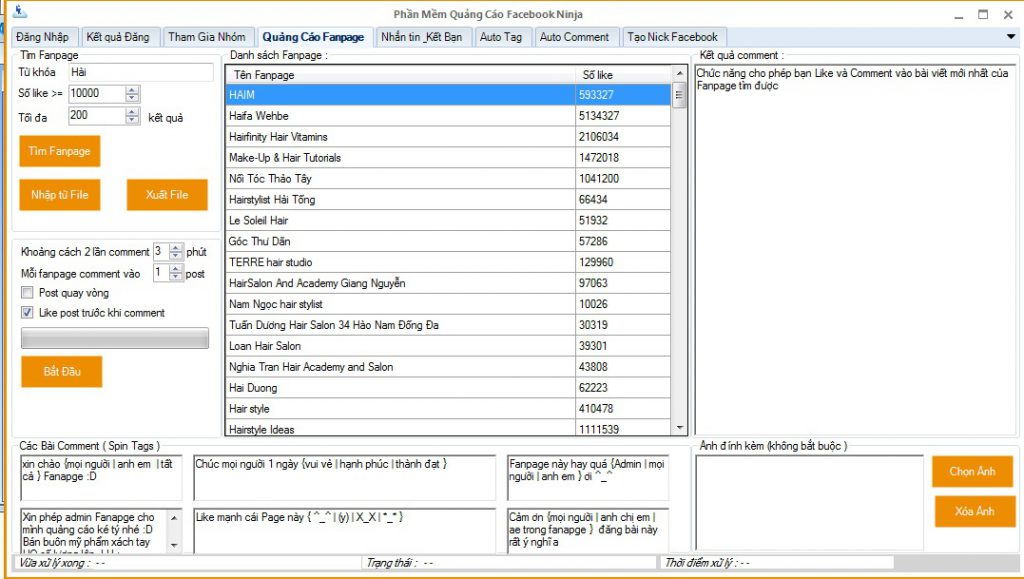 Phần Mềm Quảng Cáo Facebook Ninja
Đăng Nhập
Kết quả Đăng
Tham Gia Nhóm
Quảng Cáo Fanpage
Nhắn tin _Kết Bạn
Auto Tag
Auto Comment
Tạo Nick Facebook
Tìm Fanpage
Từ khóa Hài
Số like >= 10000
Tối đa 200 kết quả
Tìm Fanpage
Nhập từ File
Xuất File
Khoảng cách 2 lần comment 3 phút
Mỗi fanpage comment vào 1 post
Post quay vòng
Like post trước khi comment
Bắt Đầu
Danh sách Fanpage :
Tên Fanpage Số like
HAIM 593327
Haifa Wehbe 5134327
Hairfinity Hair Vitamins 2106034
Make-Up & Hair Tutorials 1472018
Nối Tóc Thảo Tây 1041200
Hairstylist Hải Tống 66434
Le Soleil Hair 51932
Góc Thư Dãn 57286
TERRE hair studio 129960
HairSalon And Academy Giang Nguyễn 97063
Nam Ngọc hair stylist 10026
Tuấn Dương Hair Salon 34 Hào Nam Đống Đa 30319
Loan Hair Salon 39301
Nghia Tran Hair Academy and Salon 43808
Hai Duong 62223
Hair style 410478
Hairstyle Ideas 1111539
Kết quả comment :
Chức năng cho phép bạn Like và Comment vào bài viết mới nhất của
Fanpage tìm được
Các Bài Comment ( Spin Tags )
xin chào {mọi người | anh em | tất
cả } Fanapge :D
Chúc mọi người 1 ngày {vui vẻ | hạnh phúc | thành đạt }
Fanpage này hay quá {Admin | mọi
người | anh em } ơi ^_^
Xin phép admin Fanapge cho
mình quảng cáo ké tý nhé :D
Bán buôn mỹ phẩm xách tay
Like mạnh cái Page này { ^_^ | (y) | X_X | *_* }
Cảm ơn {mọi người | anh chị em |
ae trong fanapge } đăng bài này
rất ý nghĩa
Ảnh đính kèm (không bắt buộc )
Chọn Ảnh
Xóa Ảnh
Vừa xử lý xong : --
Trạng thái : --
Thời điểm xử lý : --